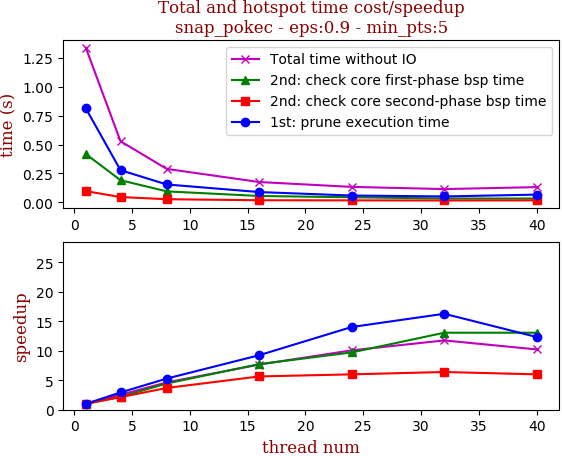 Total and hotspot time cost/speedup
snap_pokec - eps:0.9 - min_pts:5
time (s)
1.25
1.00
0.75
0.50
0.25
0.00
Total time without IO
2nd: check core first-phase bsp time
2nd: check core second-phase bsp time
1st: prune execution time
0 5 10 15 20 25 30 35 40
speedup
25
20
15
10
5
0
0 5 10 15 20 25 30 35 40
thread num